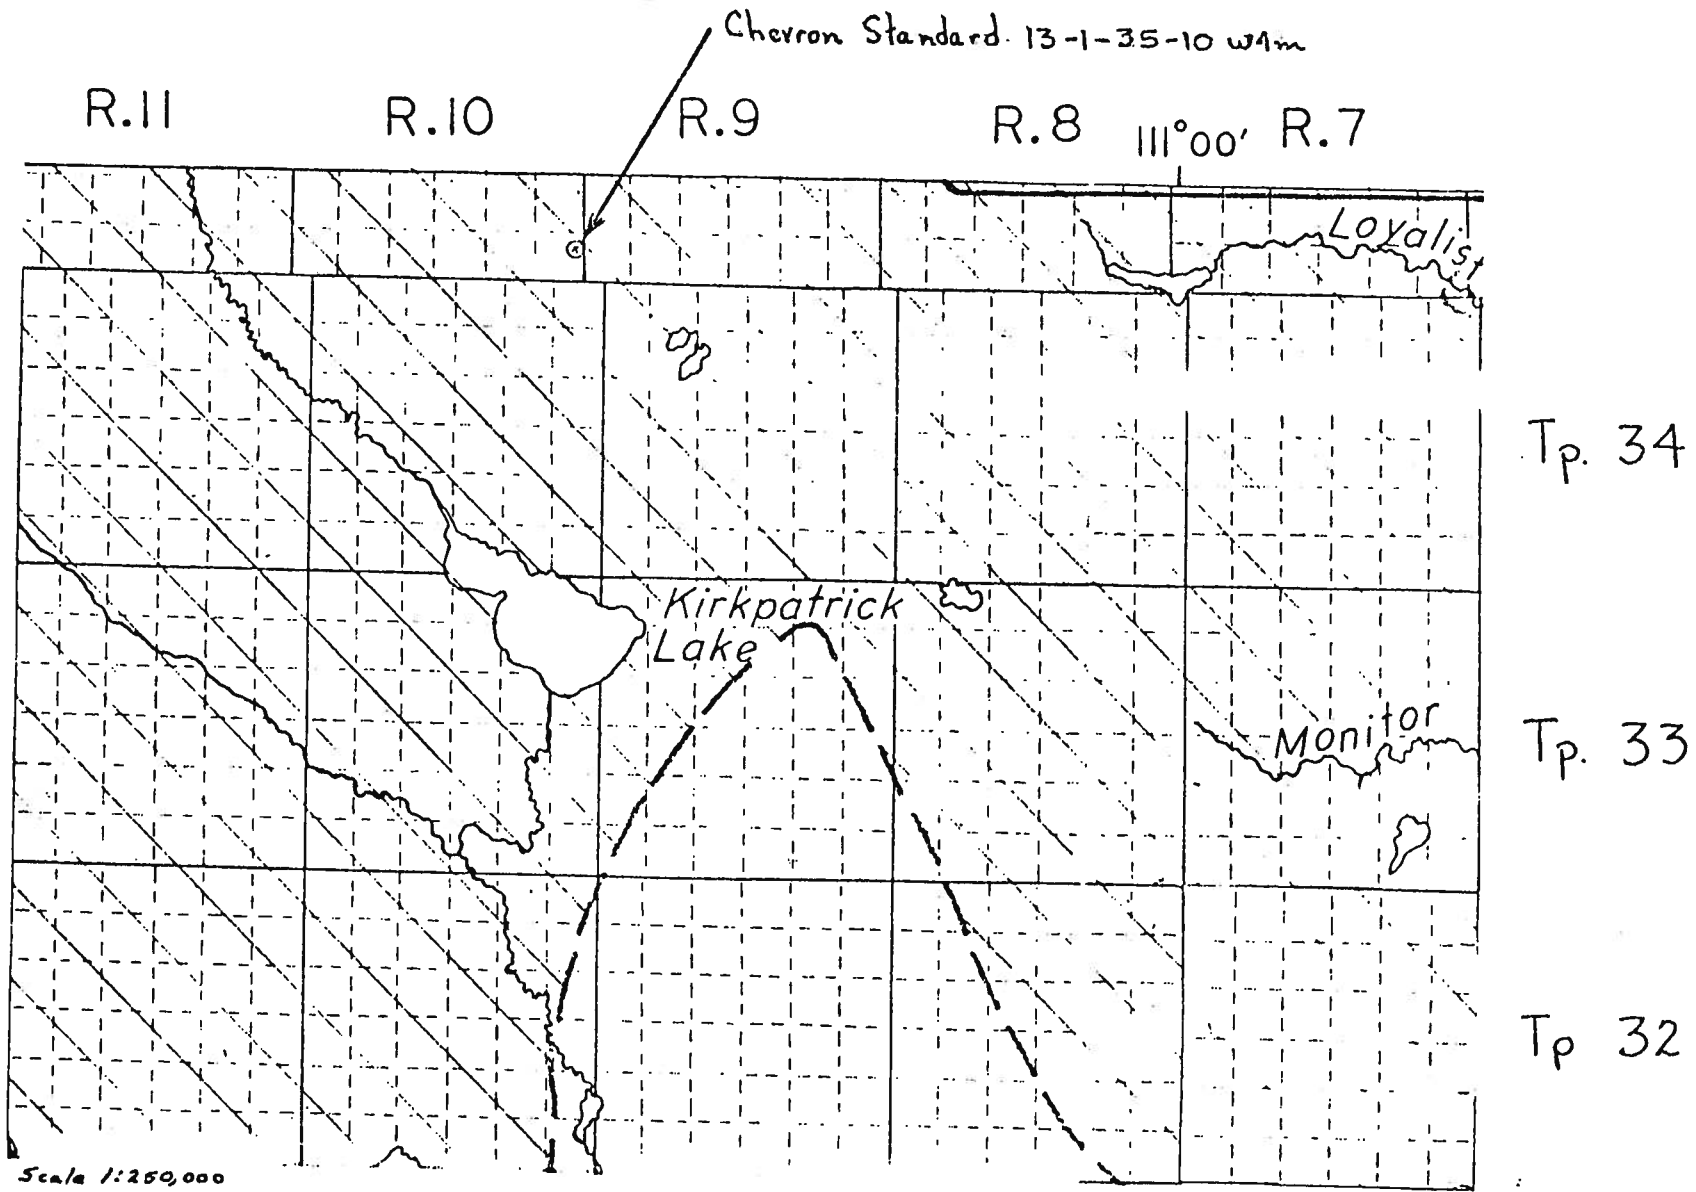 Chevron Standard. 13-1-35-10 W4m
R.11 R.10 R.9 R.8 111°00' R.7
Loyalist
Tp. 34
Kirkpatrick
Lake
Monitor
Tp. 33
Tp 32
Scale 1:250,000